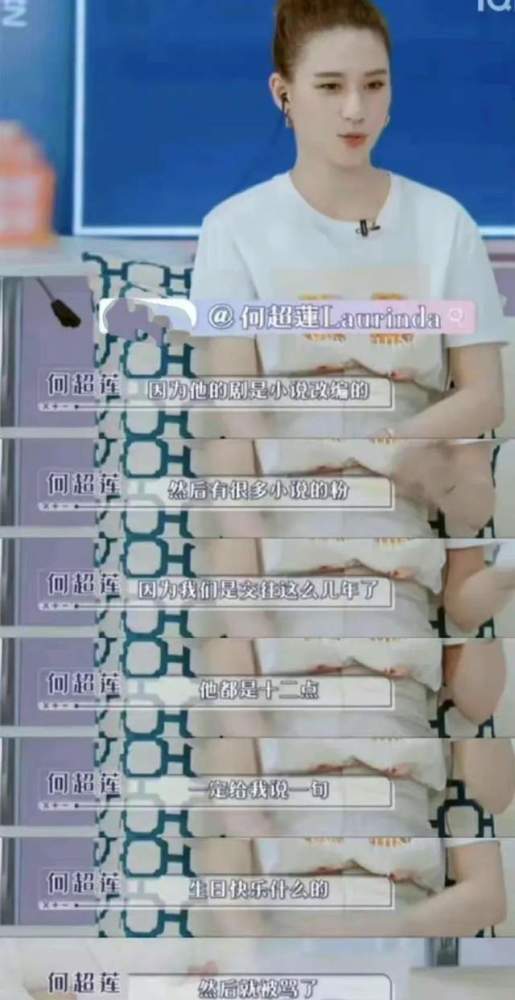 @何超蓮Laurinda
何超莲 因为他的剧是小说改编的
何超莲 然后有很多小说的粉
何超莲 因为我们是交往这么几年了
何超莲 他都是十二点
何超莲 一定给我说一句
何超莲 生日快乐什么的
何超莲 然后就被骂了